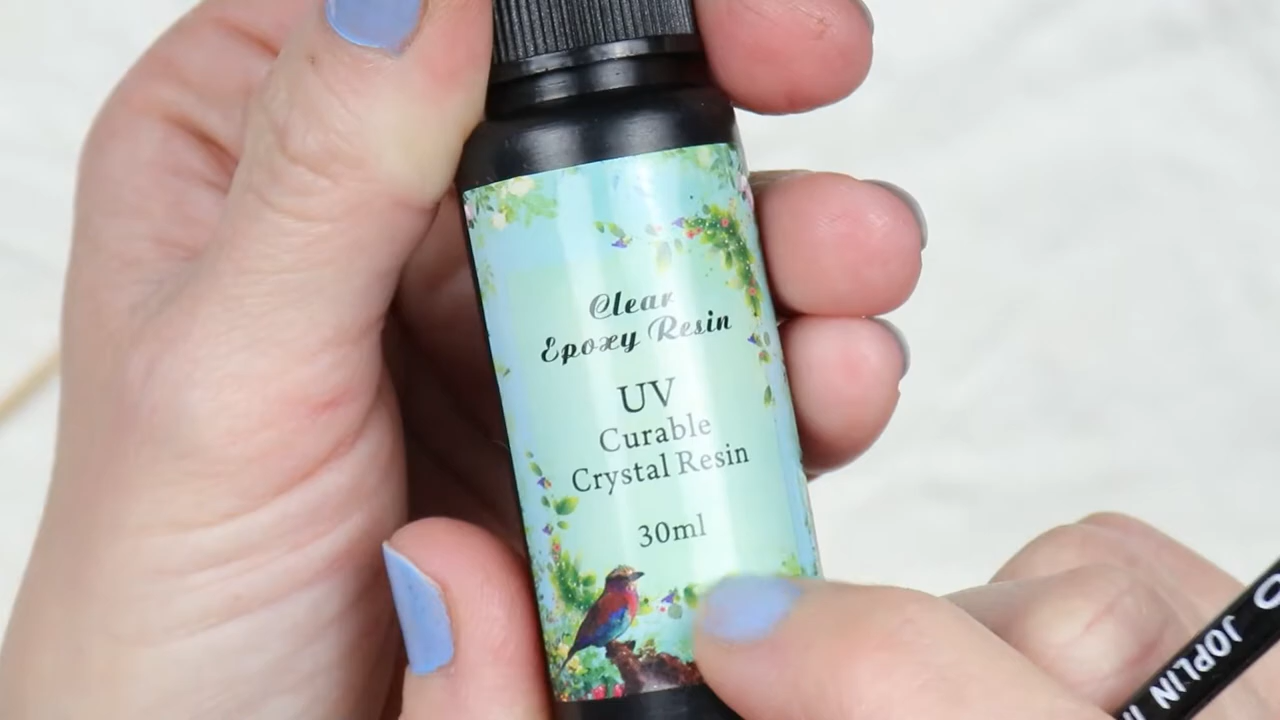 Clear
Epoxy Resin
UV
Curable
Crystal Resin
30ml
JOPLIN